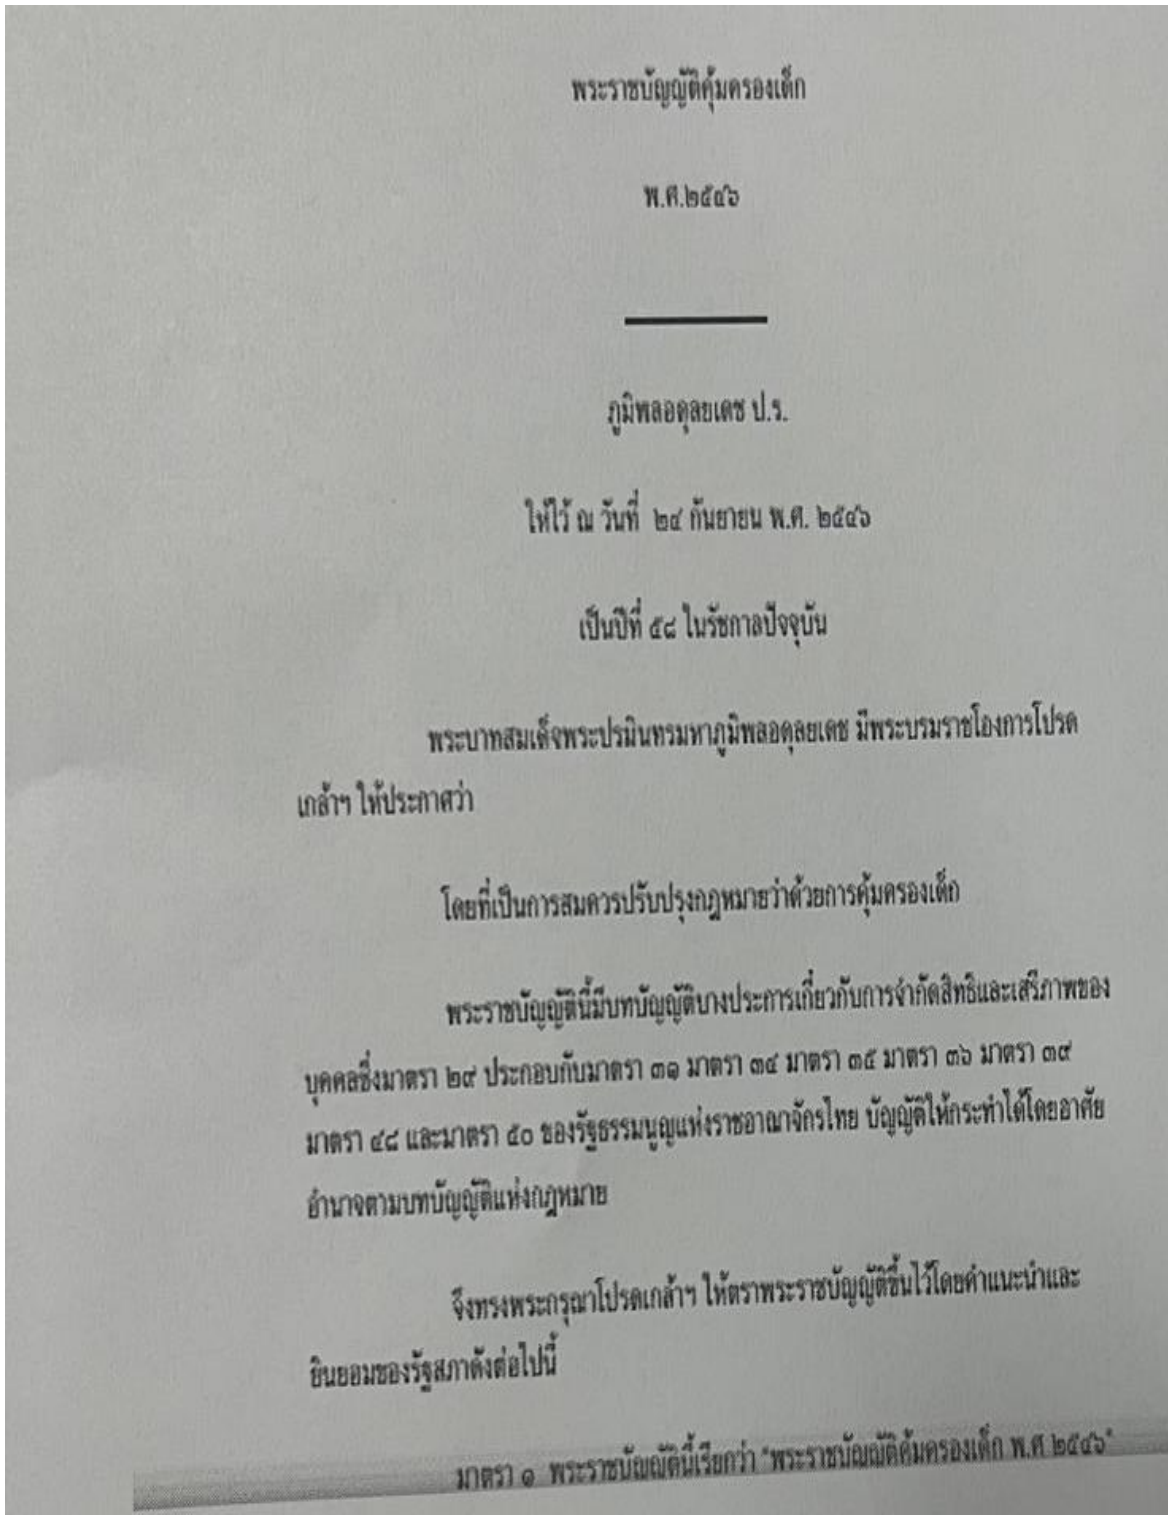 พระราชบัญญัติคุ้มครองเด็ก
พ.ศ.๒๕๔๖
ภูมิพลอดุลยเดช ป.ร.
ให้ไว้ ณ วันที่ ๒๔ กันยายน พ.ศ. ๒๕๔๖
เป็นปีที่ ๕๘ ในรัชกาลปัจจุบัน
พระบาทสมเด็จพระปรมินทรมหาภูมิพลอดุลยเดช มีพระบรมราชโองการโปรด
เกล้าฯ ให้ประกาศว่า
โดยที่เป็นการสมควรปรับปรุงกฎหมายว่าด้วยการคุ้มครองเด็ก
พระราชบัญญัตินี้มีบทบัญญัติบางประการเกี่ยวกับการจำกัดสิทธิและเสรีภาพของ
บุคคลซึ่งมาตรา ๒๙ ประกอบกับมาตรา ๓๑ มาตรา ๓๔ มาตรา ๓๕ มาตรา ๓๖ มาตรา ๓๙
มาตรา ๔๘ และมาตรา ๕๐ ของรัฐธรรมนูญแห่งราชอาณาจักรไทย บัญญัติให้กระทำได้โดยอาศัย
อำนาจตามบทบัญญัติแห่งกฎหมาย
จึงทรงพระกรุณาโปรดเกล้าฯ ให้ตราพระราชบัญญัติขึ้นไว้โดยคำแนะนำและ
ยินยอมของรัฐสภาดังต่อไปนี้
มาตรา ๑ พระราชบัญญัตินี้เรียกว่า "พระราชบัญญัติคุ้มครองเด็ก พ.ศ ๒๕๔๖"